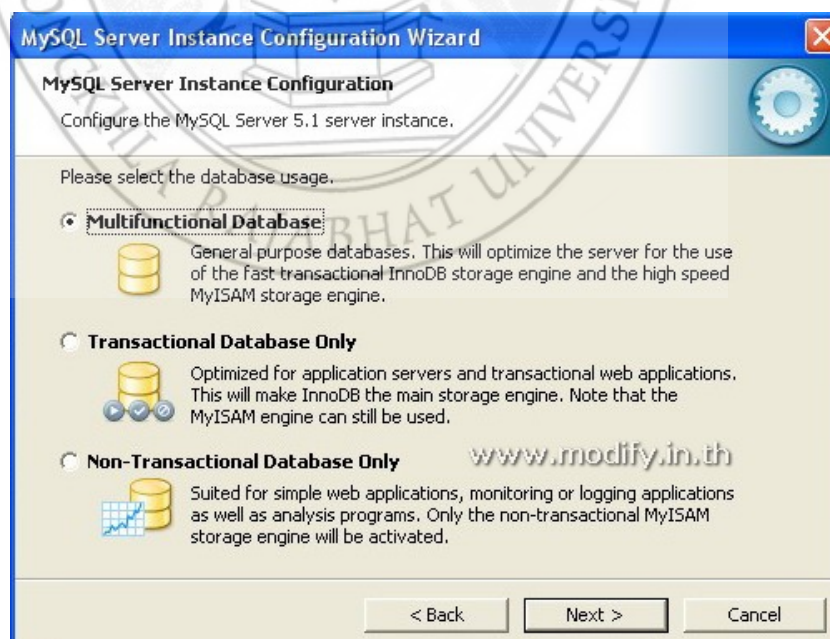 MySQL Server Instance Configuration Wizard
MySQL Server Instance Configuration
Configure the MySQL Server 5.1 server instance.
Please select the database usage.
Multifunctional Database
General purpose databases. This will optimize the server for the use
of the fast transactional InnoDB storage engine and the high speed
MyISAM storage engine.
Transactional Database Only
Optimized for application servers and transactional web applications.
This will make InnoDB the main storage engine. Note that the
MyISAM engine can still be used.
www.modify.in.th
Non-Transactional Database Only
Suited for simple web applications, monitoring or logging applications
as well as analysis programs. Only the non-transactional MyISAM
storage engine will be activated.
< Back
Next >
Cancel
RAJABHAT